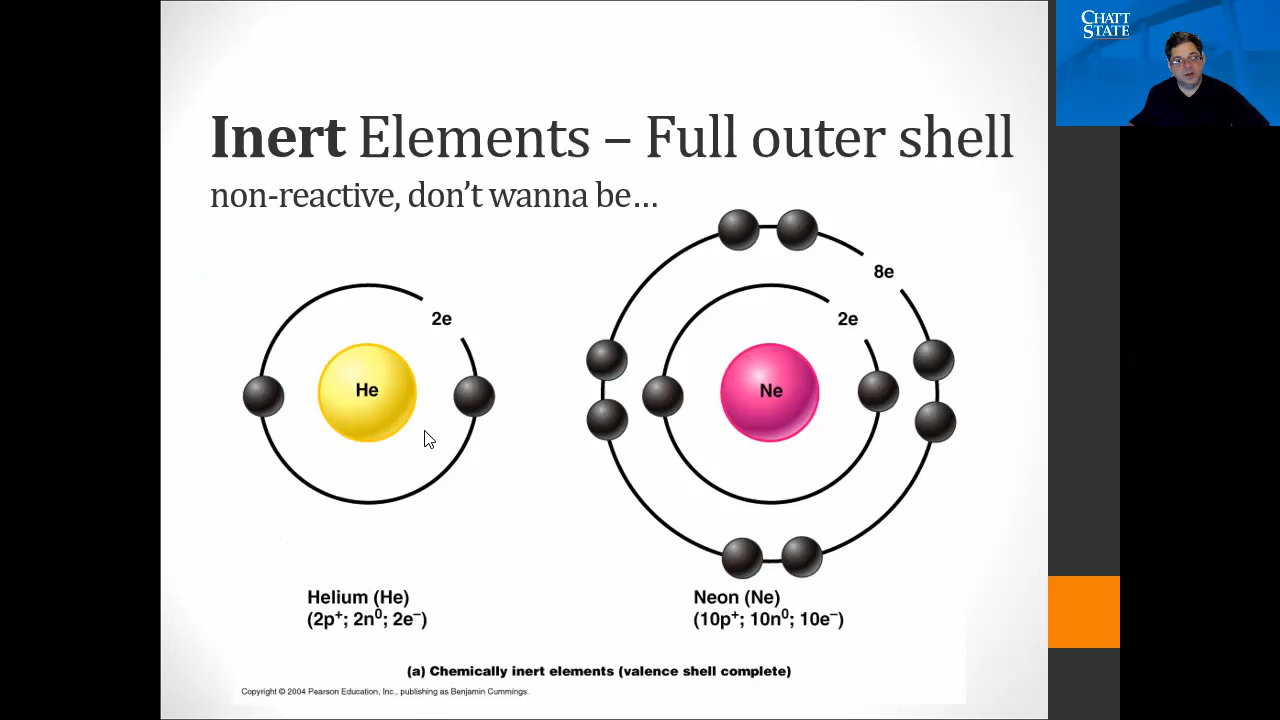 CHATT
STATE
Inert Elements – Full outer shell
non-reactive, don’t wanna be…
8e
2e
2e
He
Ne
Helium (He)
(2p⁺; 2n⁰; 2e⁻)
Neon (Ne)
(10p⁺; 10n⁰; 10e⁻)
(a) Chemically inert elements (valence shell complete)
Copyright © 2004 Pearson Education, Inc., publishing as Benjamin Cummings.